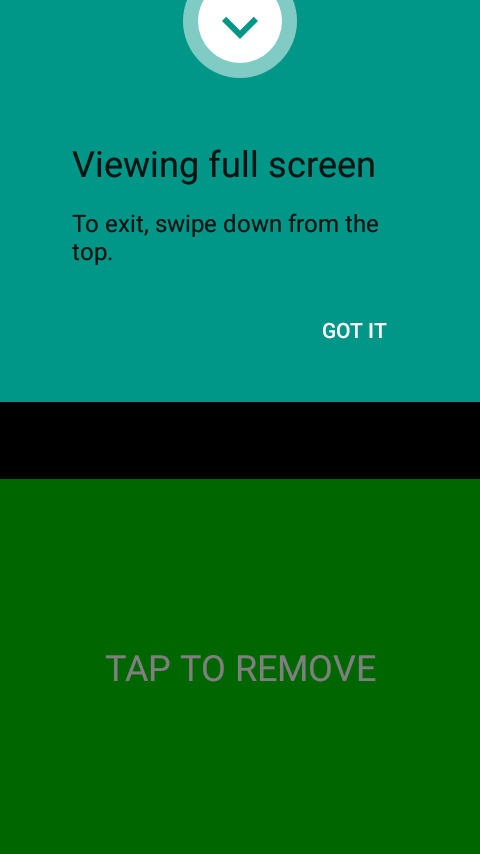 Viewing full screen
To exit, swipe down from the
top.
GOT IT
TAP TO REMOVE